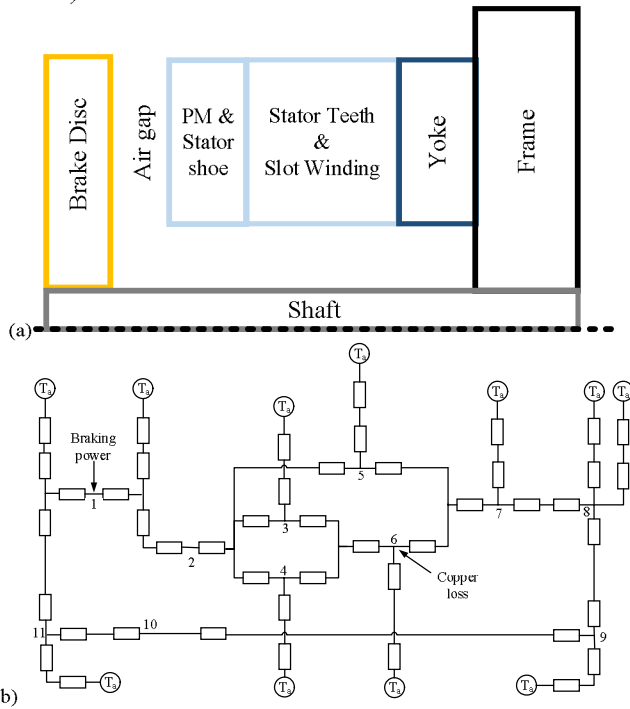 Brake Disc
Air gap
PM &
Stator
shoe
Stator Teeth
&
Slot Winding
Yoke
Frame
Shaft
(a)
Ta
Ta
Ta
Ta
Ta
Ta
Ta
Braking
power
1
2
3
4
5
6
7
8
Copper
loss
11
10
9
Ta
Ta
Ta
Ta
b)